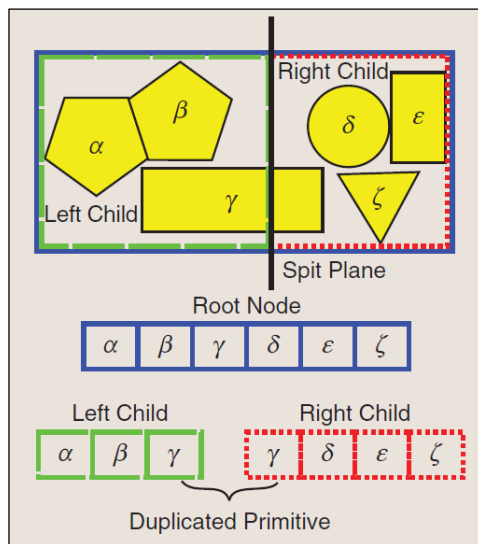 Right Child
α
β
δ
ε
γ
ζ
Left Child
Spit Plane
Root Node
α β γ δ ε ζ
Left Child Right Child
α β γ γ δ ε ζ
Duplicated Primitive